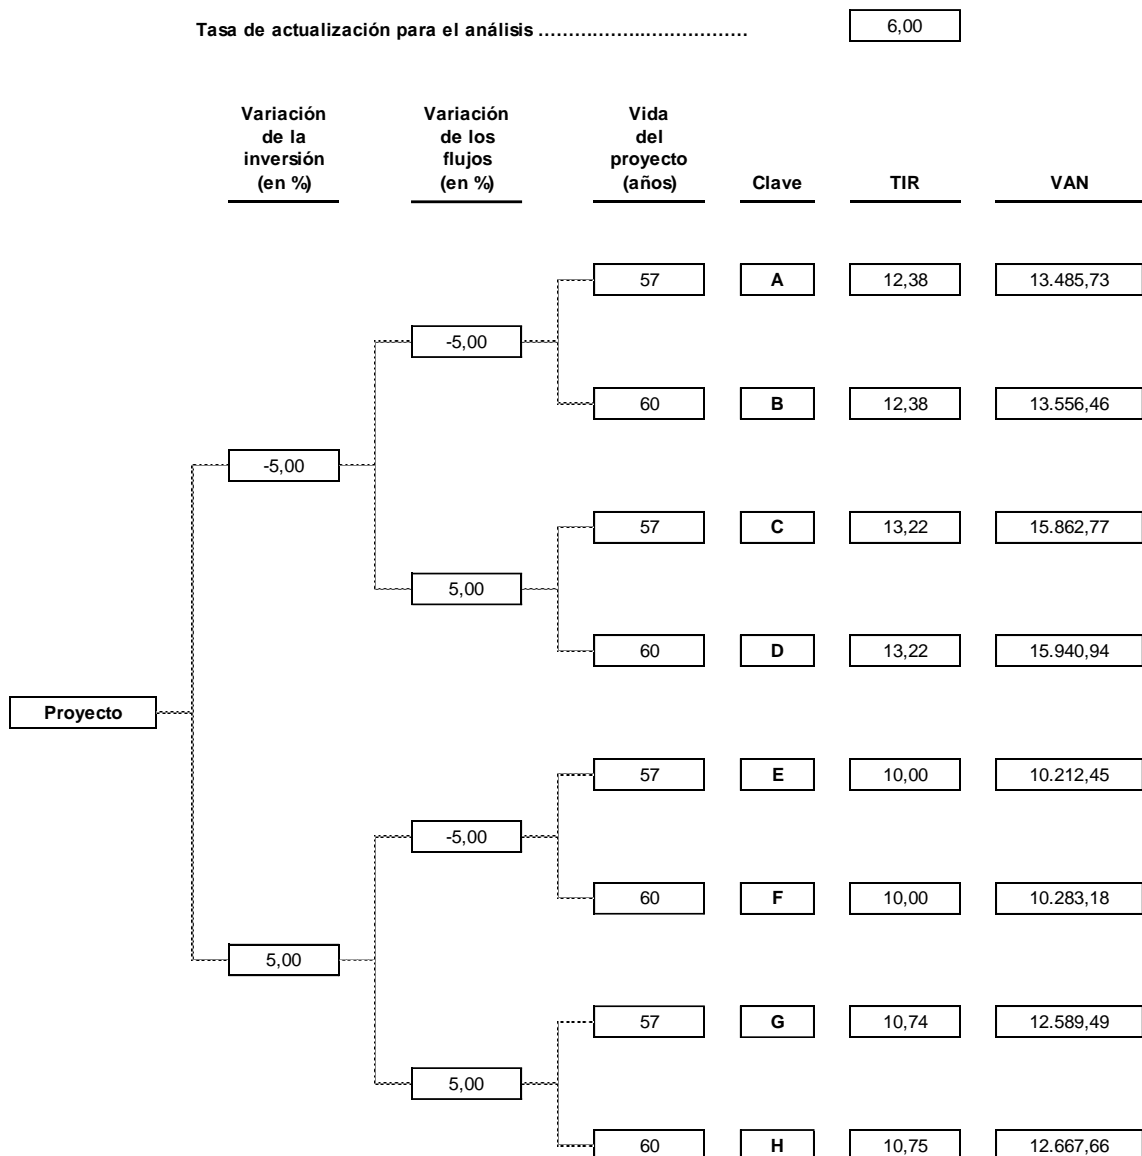 Tasa de actualización para el análisis ……….……...…………… 6,00
Variación Variación Vida
de la de los del
inversión flujos proyecto
(en %) (en %) (años) Clave TIR VAN
57 A 12,38 13.485,73
-5,00
60 B 12,38 13.556,46
-5,00
57 C 13,22 15.862,77
5,00
60 D 13,22 15.940,94
Proyecto
57 E 10,00 10.212,45
-5,00
60 F 10,00 10.283,18
5,00
57 G 10,74 12.589,49
5,00
60 H 10,75 12.667,66